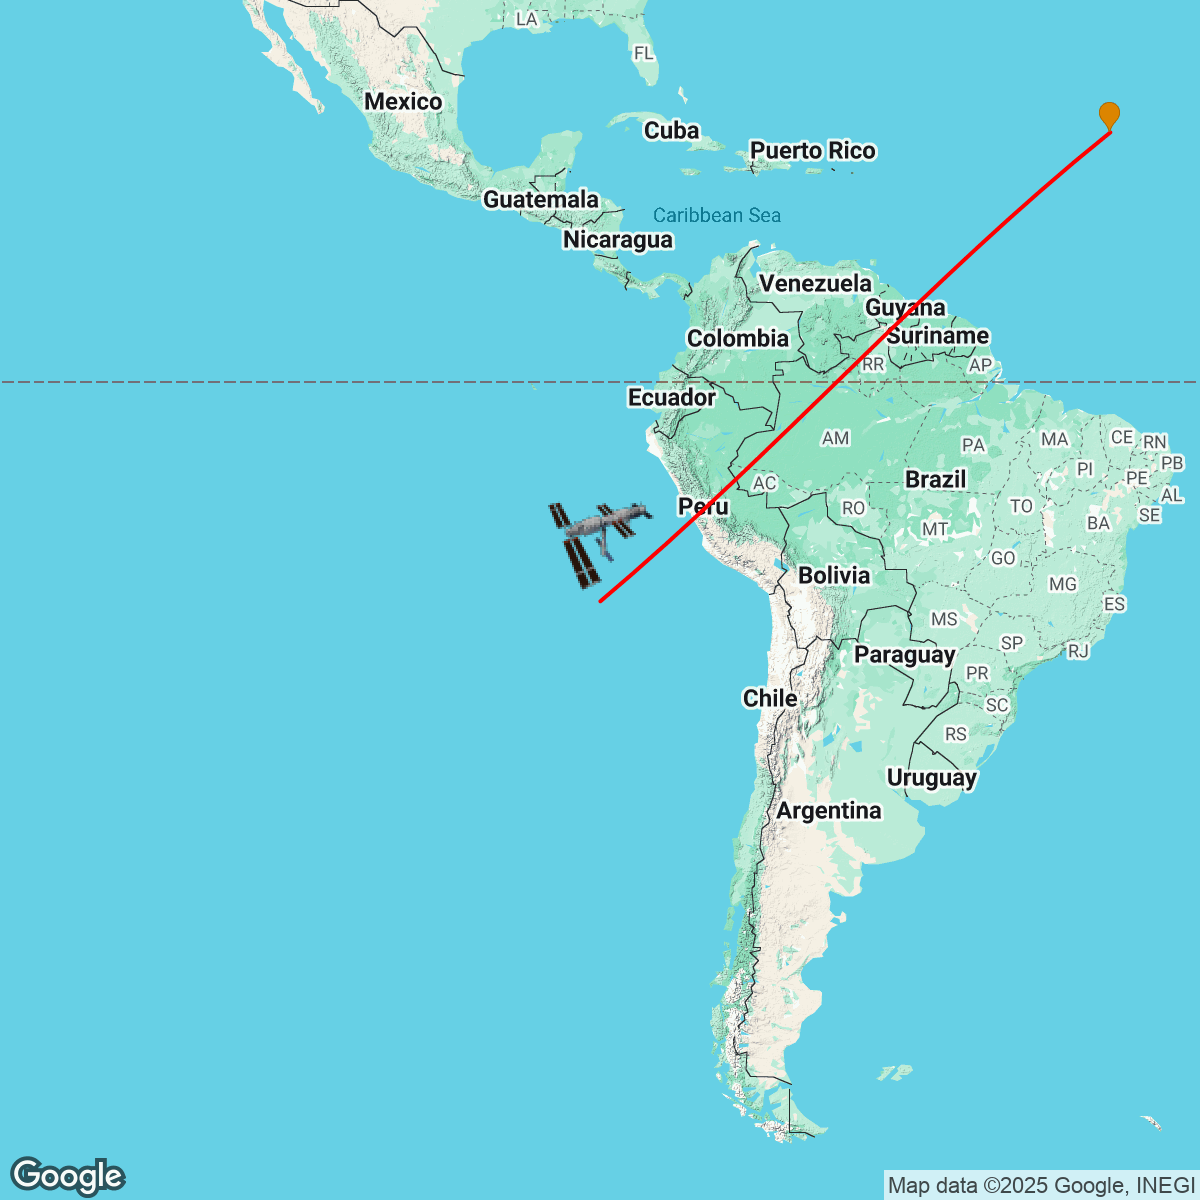 LA
FL
Mexico
Cuba
Puerto Rico
Guatemala
Caribbean Sea
Nicaragua
Venezuela
Guyana
Colombia
Suriname
RR
AP
Ecuador
AM
PA
MA
CE
RN
PI
PB
PE
AC
Brazil
AL
Peru
RO
TO
SE
MT
BA
GO
Bolivia
MG
ES
MS
SP
RJ
Paraguay
PR
Chile
SC
RS
Uruguay
Argentina
Google
Map data ©2025 Google, INEGI